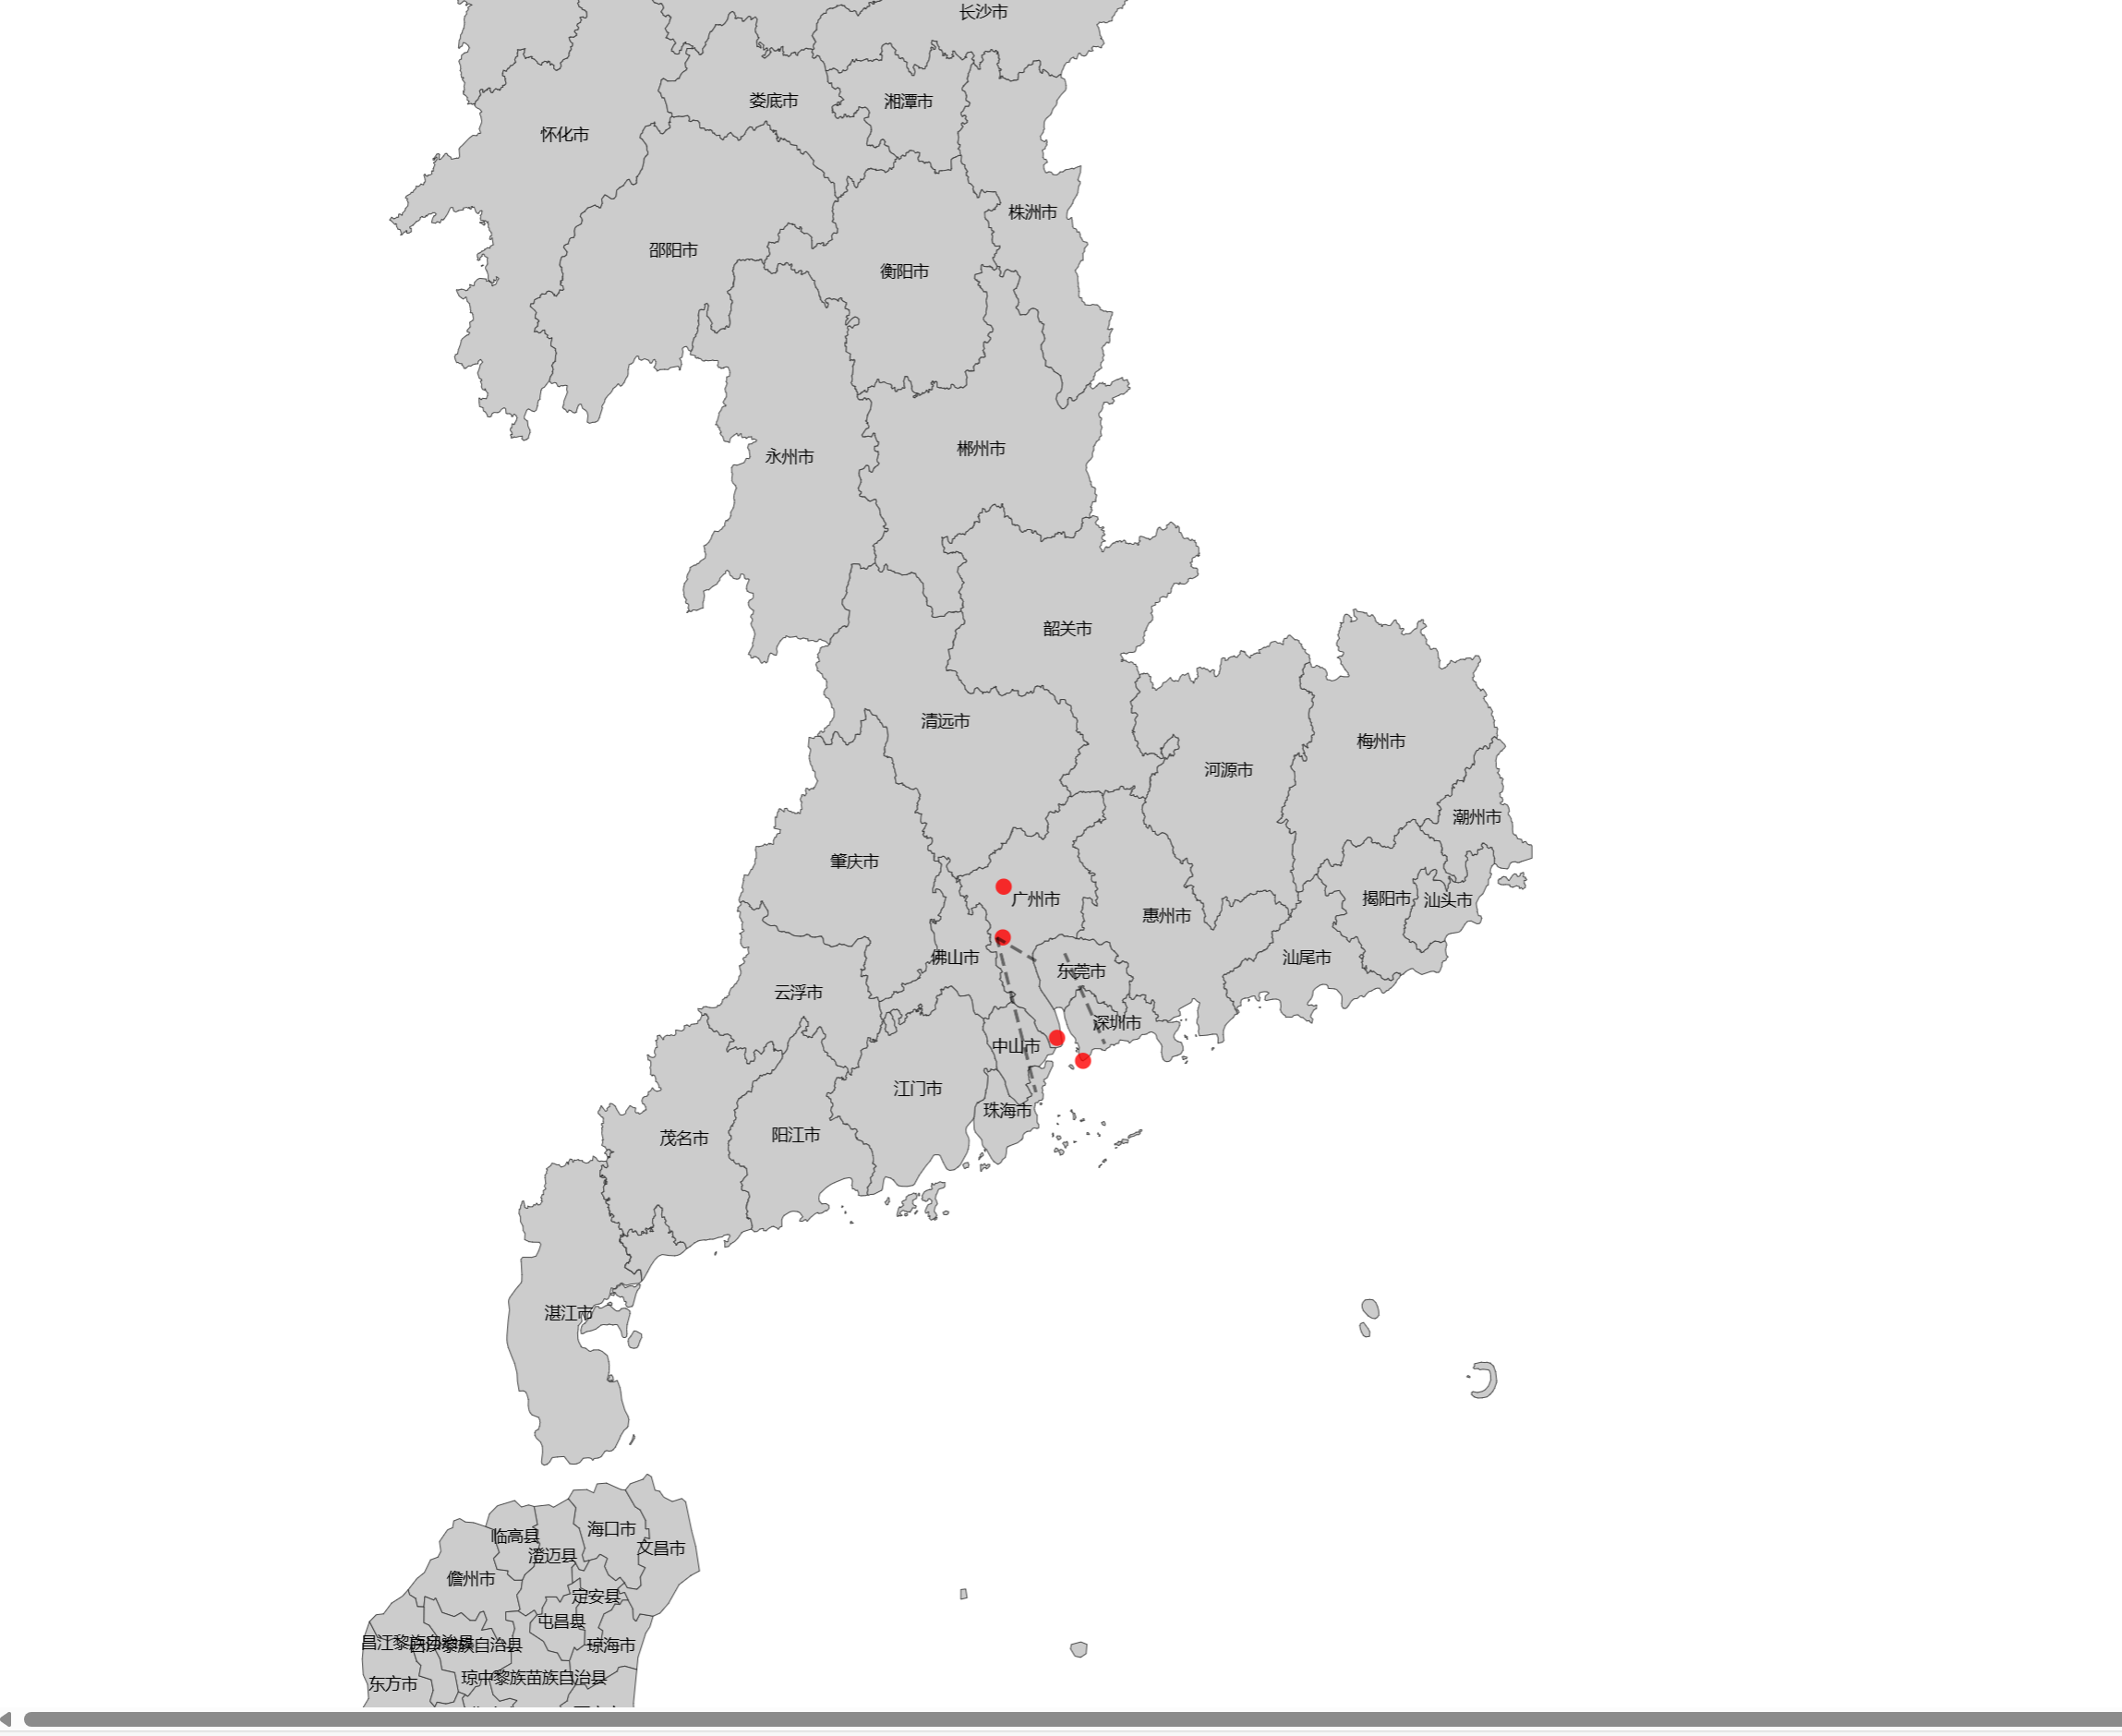 长沙市
娄底市
湘潭市
怀化市
株洲市
邵阳市
衡阳市
郴州市
永州市
韶关市
清远市
梅州市
河源市
潮州市
肇庆市
广州市
揭阳市
汕头市
惠州市
佛山市
汕尾市
东莞市
云浮市
深圳市
中山市
江门市
珠海市
阳江市
茂名市
湛江市
海口市
临高县
文昌市
澄迈县
儋州市
定安县
屯昌县
昌江黎族自治县
白沙黎族自治县
琼海市
琼中黎族苗族自治县
东方市